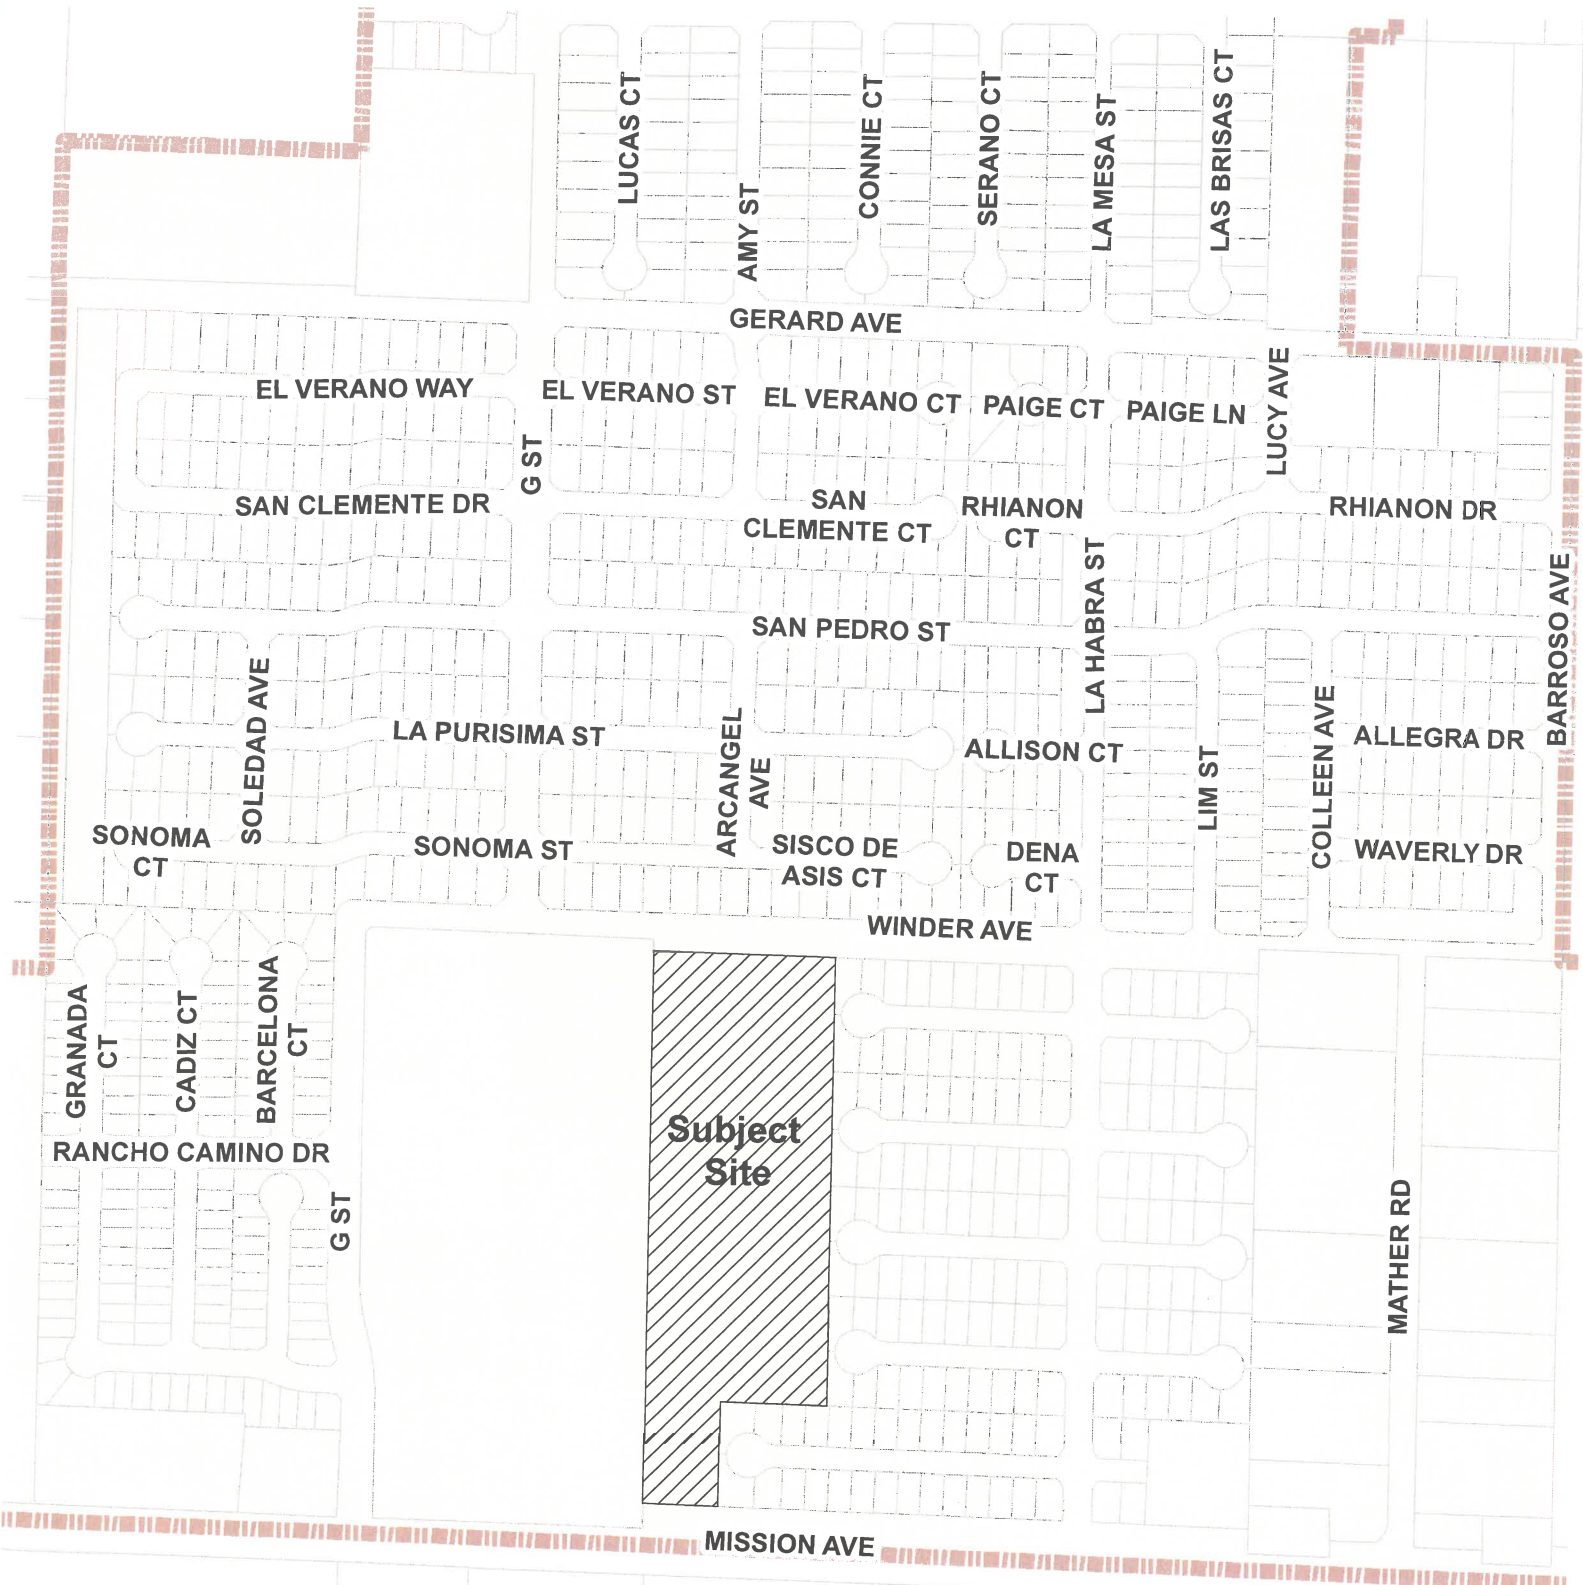 LUCAS CT
AMY ST
CONNIE CT
SERANO CT
LA MESA ST
LAS BRISAS CT
GERARD AVE
EL VERANO WAY
EL VERANO ST
EL VERANO CT
PAIGE CT
PAIGE LN
LUCY AVE
G ST
SAN CLEMENTE DR
SAN
CLEMENTE CT
RHIANON
CT
RHIANON DR
LA HABRA ST
BARROSO AVE
SAN PEDRO ST
SOLEDAD AVE
LA PURISIMA ST
ARCANGEL
AVE
ALLISON CT
LIM ST
COLLEEN AVE
ALLEGRA DR
SONOMA
CT
SONOMA ST
SISCO DE
ASIS CT
DENA
CT
WAVERLY DR
WINDER AVE
GRANADA
CT
CADIZ CT
BARCELONA
CT
RANCHO CAMINO DR
G ST
Subject
Site
MATHER RD
MISSION AVE